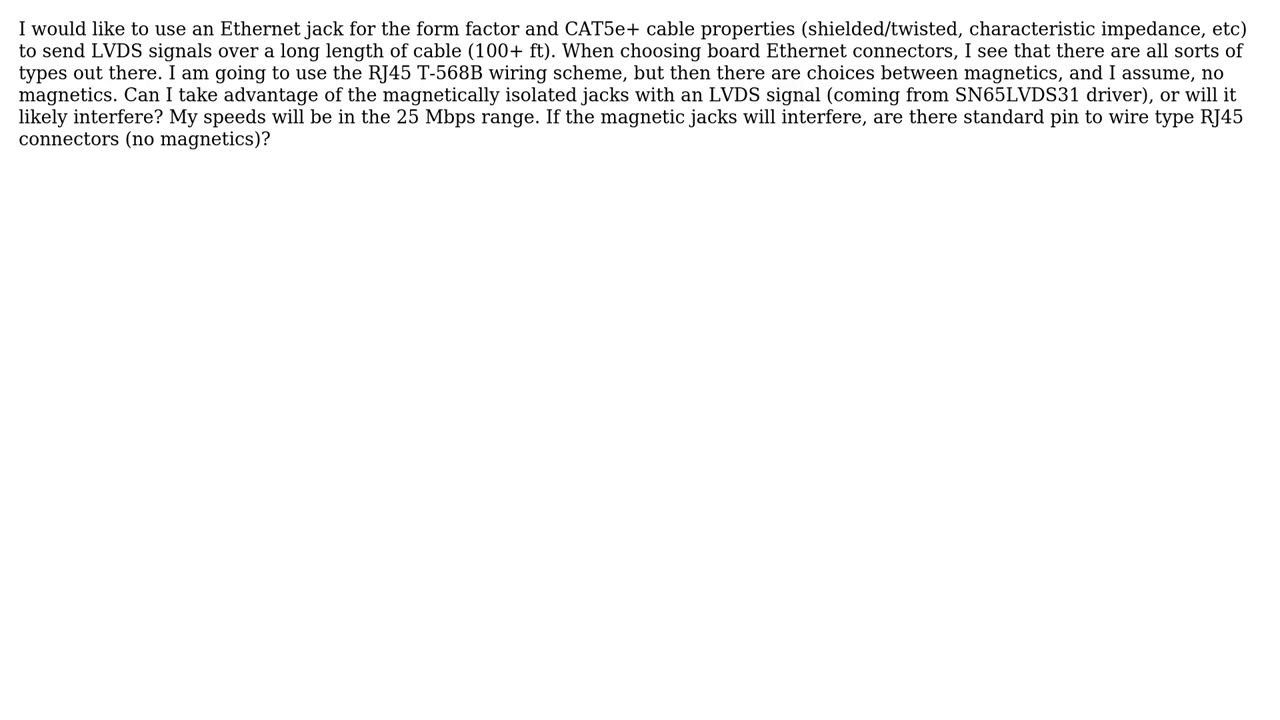 I would like to use an Ethernet jack for the form factor and CAT5e+ cable properties (shielded/twisted, characteristic impedance, etc)
to send LVDS signals over a long length of cable (100+ ft). When choosing board Ethernet connectors, I see that there are all sorts of
types out there. I am going to use the RJ45 T-568B wiring scheme, but then there are choices between magnetics, and I assume, no
magnetics. Can I take advantage of the magnetically isolated jacks with an LVDS signal (coming from SN65LVDS31 driver), or will it
likely interfere? My speeds will be in the 25 Mbps range. If the magnetic jacks will interfere, are there standard pin to wire type RJ45
connectors (no magnetics)?